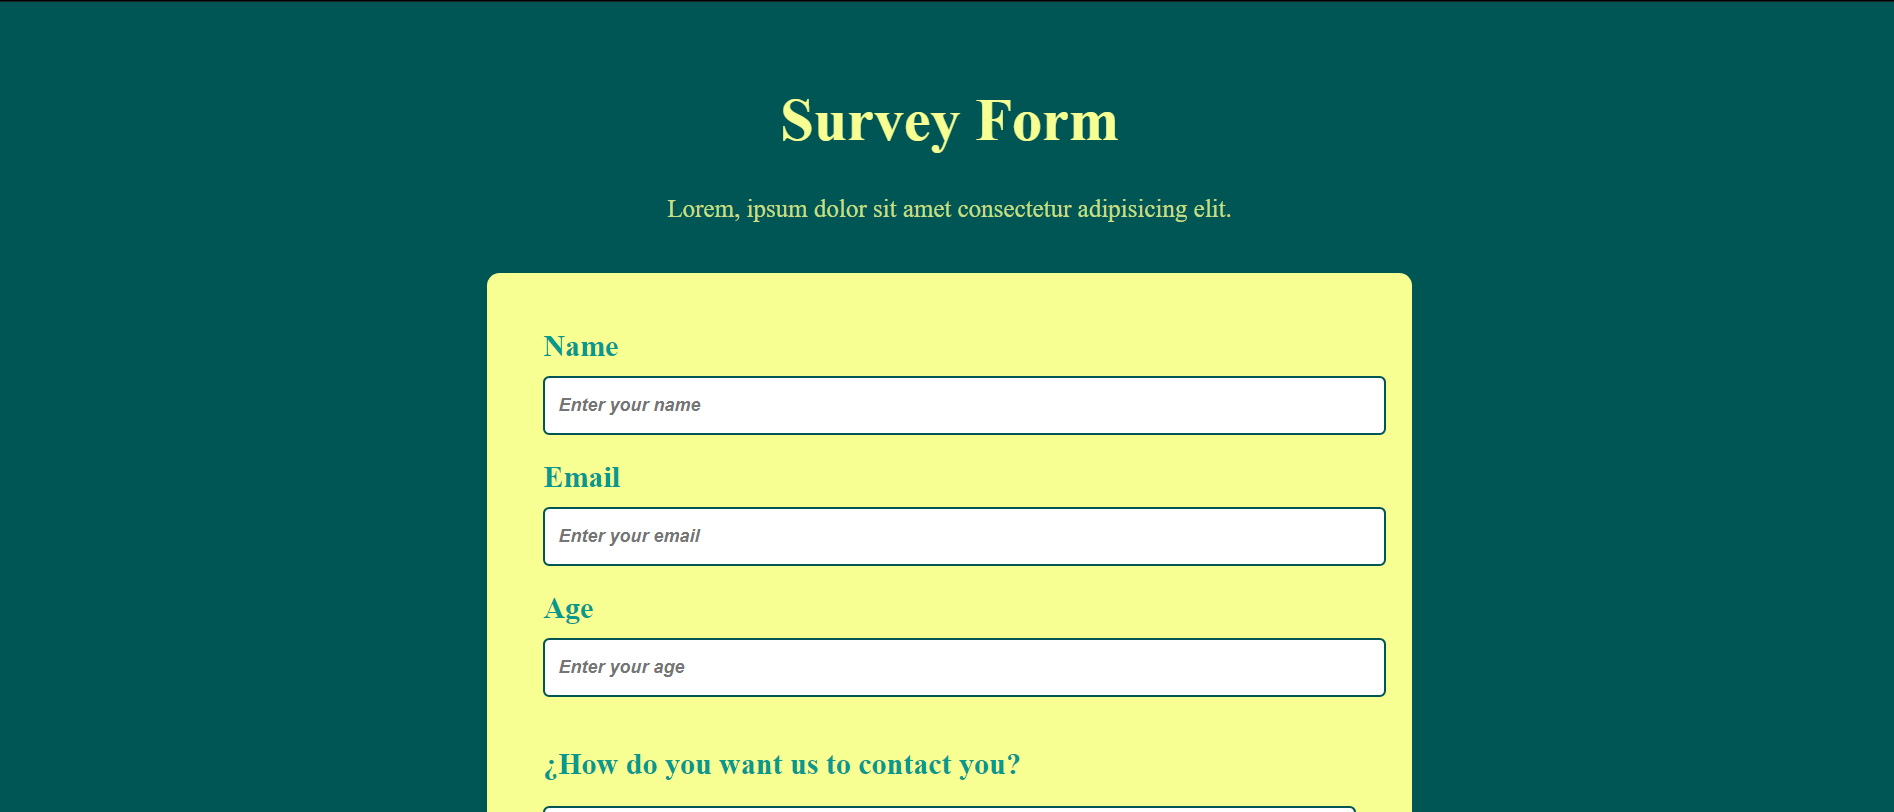 Survey Form
Lorem, ipsum dolor sit amet consectetur adipisicing elit.
Name
Enter your name
Email
Enter your email
Age
Enter your age
¿How do you want us to contact you?